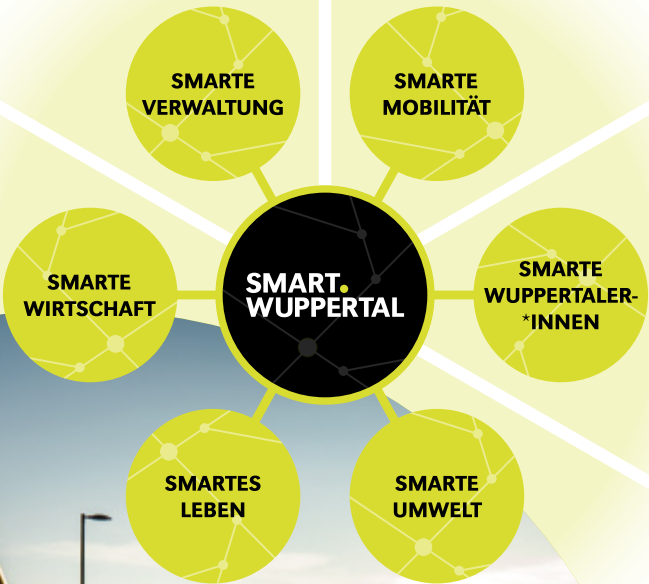 SMARTE
VERWALTUNG
SMARTE
MOBILITÄT
SMARTE
WIRTSCHAFT
SMART.
WUPPERTAL
SMARTE
WUPPERTALER-
*INNEN
SMARTES
LEBEN
SMARTE
UMWELT